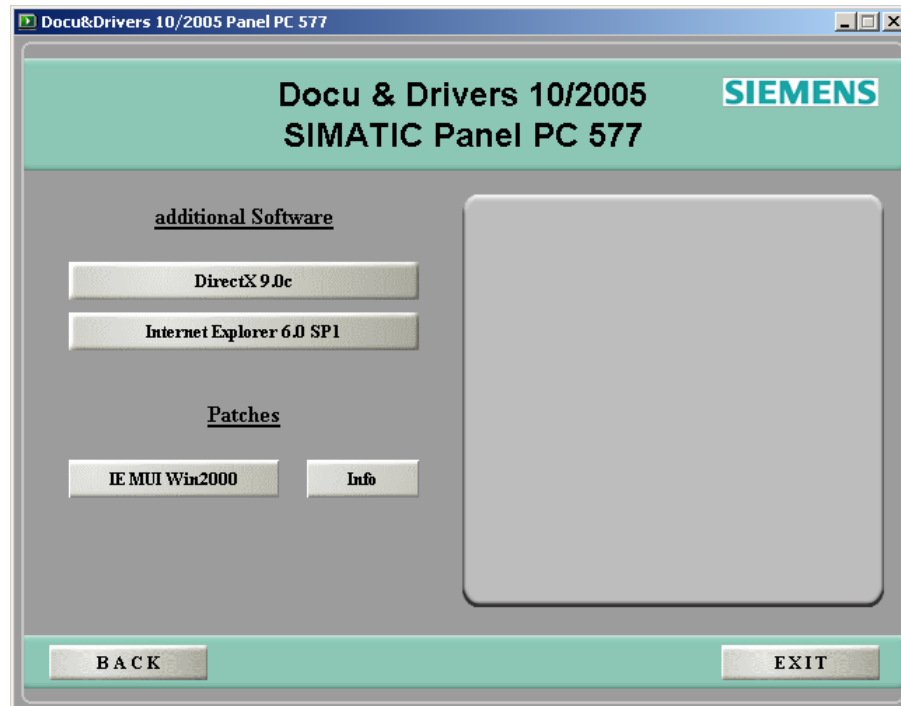 Docu&Drivers 10/2005 Panel PC 577
Docu & Drivers 10/2005
SIMATIC Panel PC 577
SIEMENS
additional Software
DirectX 9.0c
Internet Explorer 6.0 SP1
Patches
IE MUI Win2000
Info
BACK
EXIT